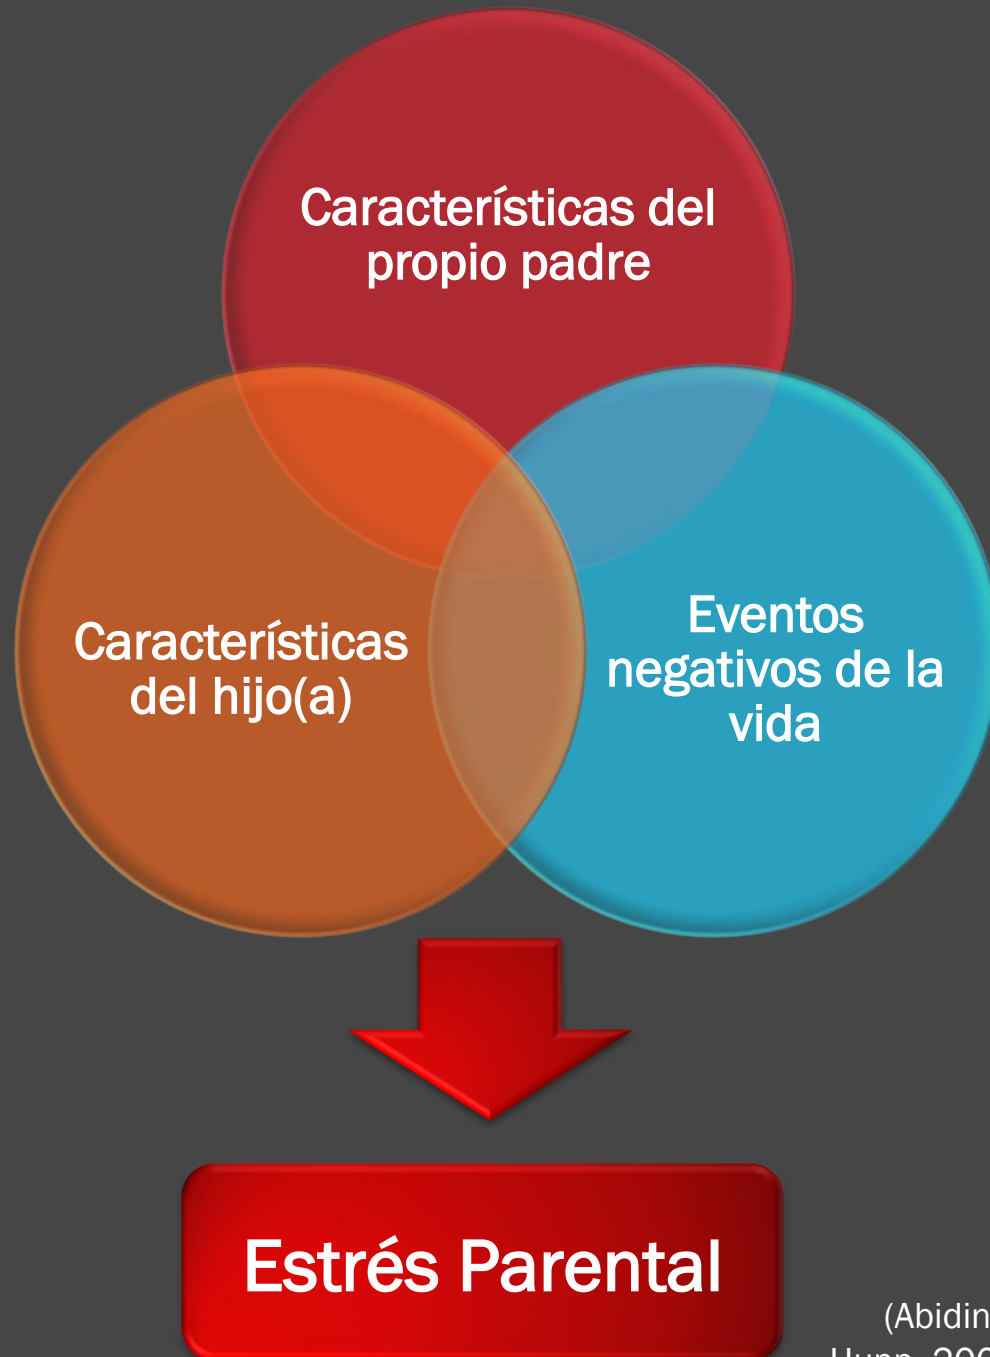 Características del
propio padre
Características
del hijo(a)
Eventos
negativos de la
vida
Estrés Parental
(Abidin